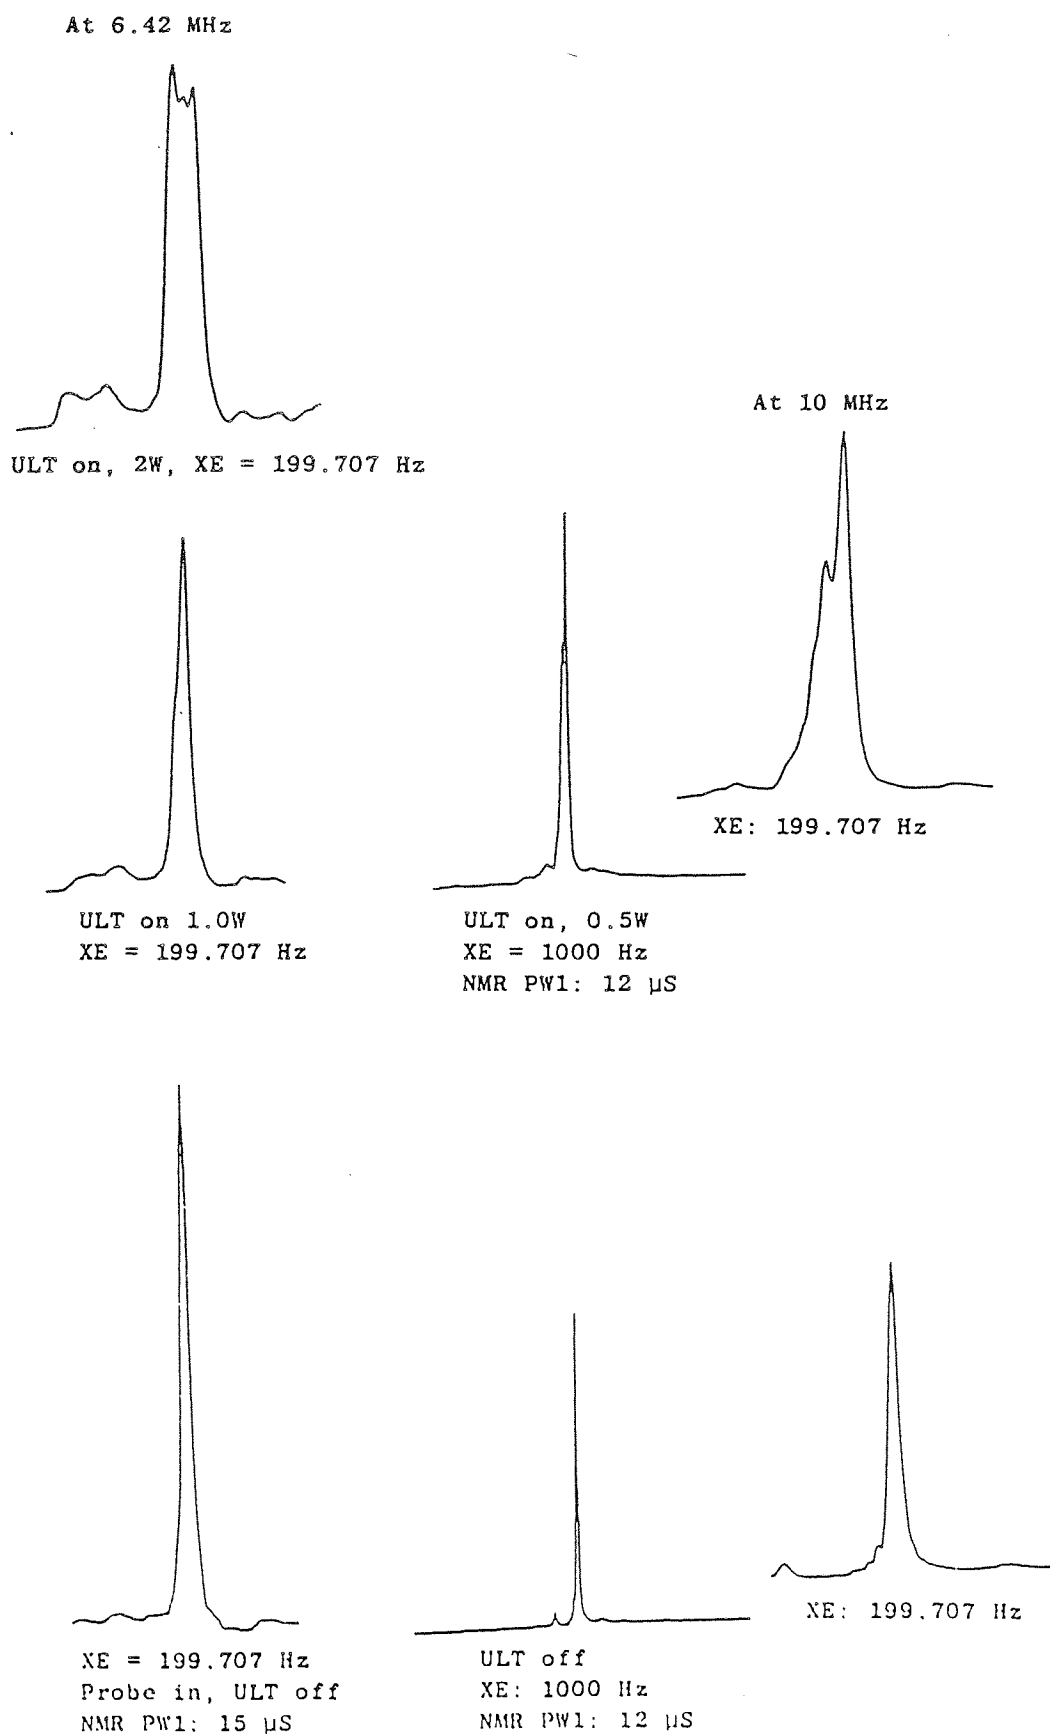 At 6.42 MHz
ULT on, 2W, XE = 199.707 Hz
At 10 MHz
XE: 199.707 Hz
ULT on 1.0W
XE = 199.707 Hz
ULT on, 0.5W
XE = 1000 Hz
NMR PW1: 12 µS
XE = 199.707 Hz
Probe in, ULT off
NMR PW1: 15 µS
ULT off
XE: 1000 Hz
NMR PW1: 12 µS
XE: 199.707 Hz